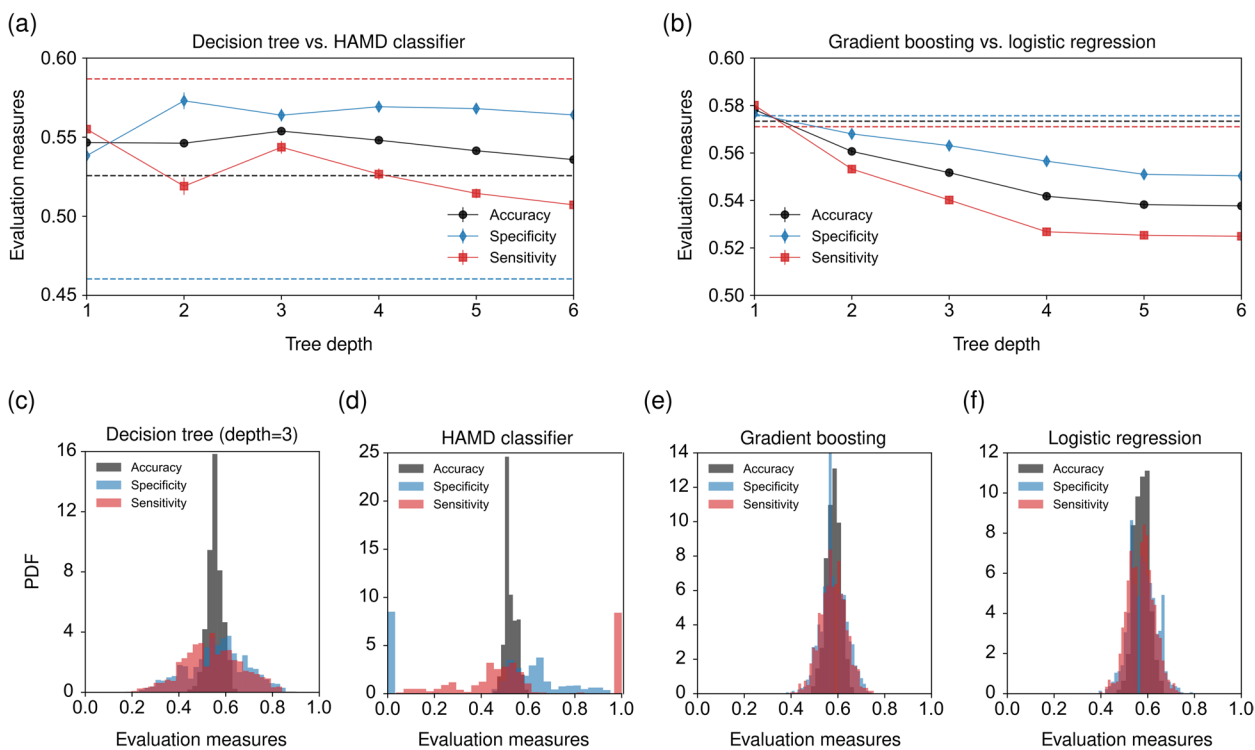 (a)
Decision tree vs. HAMD classifier
0.60
0.55
0.50
0.45
Evaluation measures
Accuracy
Specificity
Sensitivity
1 2 3 4 5 6
Tree depth
(b)
Gradient boosting vs. logistic regression
0.60
0.58
0.56
0.54
0.52
0.50
Evaluation measures
Accuracy
Specificity
Sensitivity
1 2 3 4 5 6
Tree depth
(c)
Decision tree (depth=3)
16
12
8
4
0
PDF
Accuracy
Specificity
Sensitivity
0.0 0.2 0.4 0.6 0.8 1.0
Evaluation measures
(d)
HAMD classifier
25
20
15
10
5
0
Accuracy
Specificity
Sensitivity
0.0 0.2 0.4 0.6 0.8 1.0
Evaluation measures
(e)
Gradient boosting
14
12
10
8
6
4
2
0
Accuracy
Specificity
Sensitivity
0.0 0.2 0.4 0.6 0.8 1.0
Evaluation measures
(f)
Logistic regression
12
10
8
6
4
2
0
Accuracy
Specificity
Sensitivity
0.0 0.2 0.4 0.6 0.8 1.0
Evaluation measures